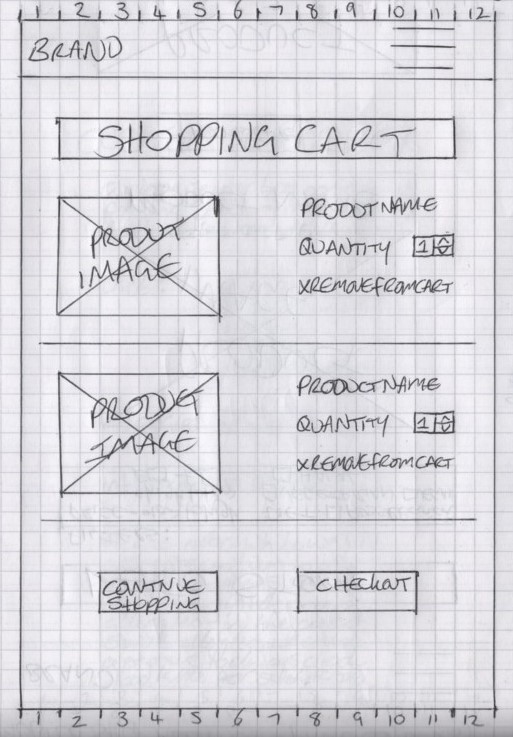 1 2 3 4 5 6 7 8 9 10 11 12
BRAND
SHOPPING CART
PRODUT IMAGE
PRODUTNAME
QUANTITY 1
XREMOVEFROMCART
PRODUCT IMAGE
PRODUCTNAME
QUANTITY 1
XREMOVEFROMCART
CONTINUE
SHOPPING
CHECKOUT
1 2 3 4 5 6 7 8 9 10 11 12